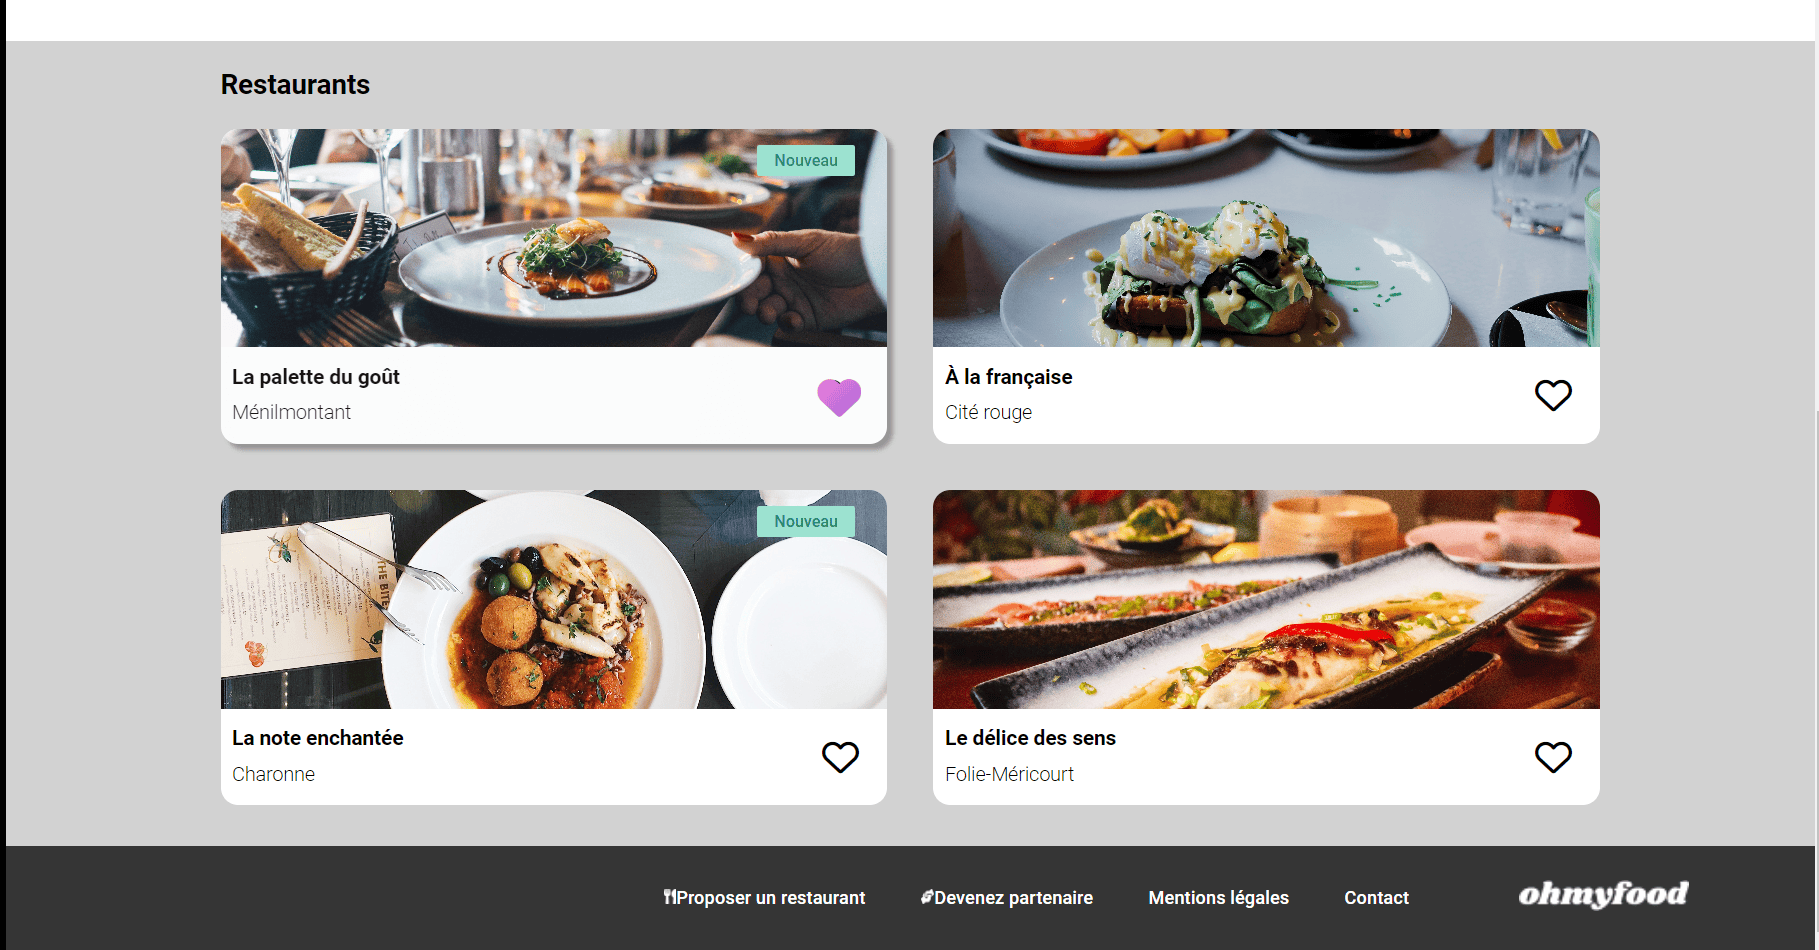 Restaurants
Nouveau
La palette du goût
Ménilmontant
À la française
Cité rouge
Nouveau
THE BITE
La note enchantée
Charonne
Le délice des sens
Folie-Méricourt
Proposer un restaurant
Devenez partenaire
Mentions légales
Contact
ohmyfood